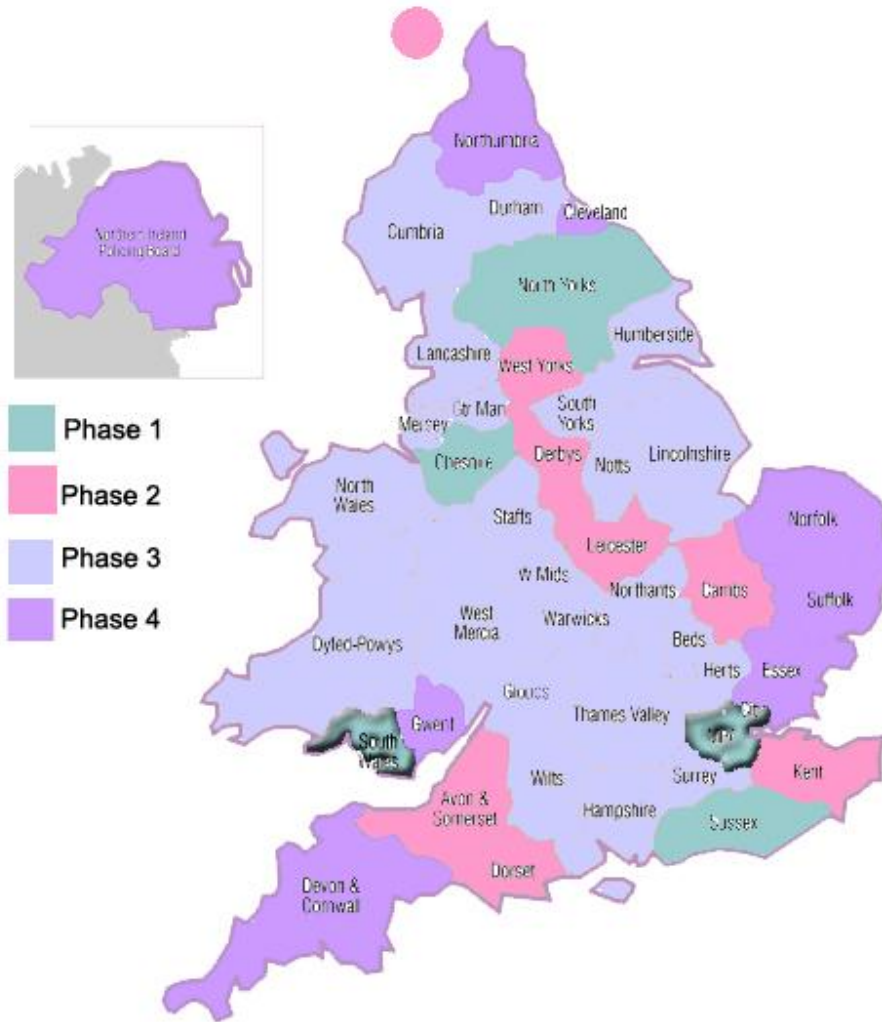 Northumbria
Durham
Cleveland
Cumbria
Northern Ireland
Policing Board
North Yorks
Humberside
Lancashire
West Yorks
Phase 1
Mersey
Gtr Man
South
Yorks
Cheshire
Derbys
Notts
Lincolnshire
Phase 2
North
Wales
Staffs
Norfolk
Leicester
Phase 3
W Mids
Northants
Cambs
Suffolk
Phase 4
West
Mercia
Warwicks
Beds
Dyfed-Powys
Herts
Essex
Gloucs
Thames Valley
Gwent
South
Wales
Wilts
Surrey
Kent
Avon &
Somerset
Hampshire
Sussex
Dorset
Devon &
Cornwall